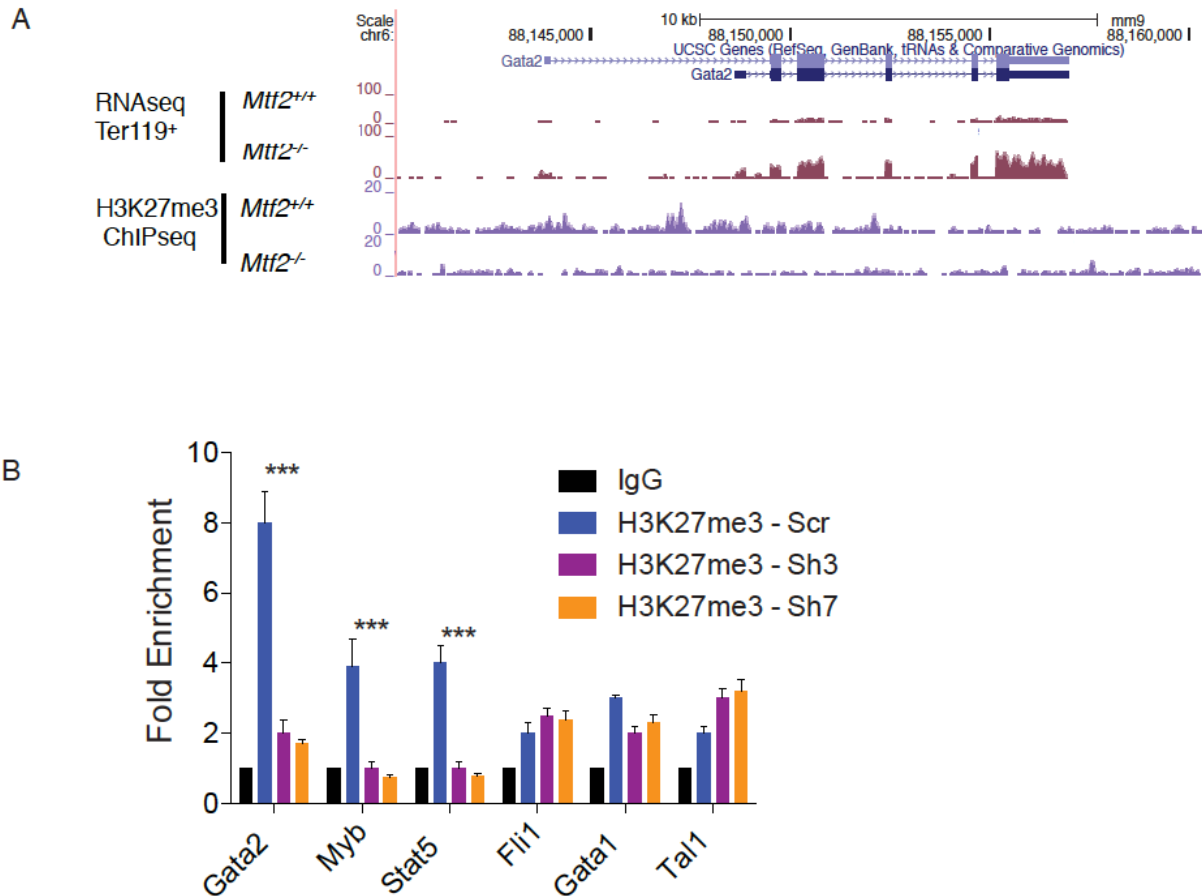 A
Scale
10 kb
mm9
chr6:
88,145,000
88,150,000
88,155,000
88,160,000
UCSC Genes (RefSeq, GenBank, tRNAs & Comparative Genomics)
Gata2
Gata2
RNAseq
Ter119+
Mtf2+/+
100
0
Mtf2-/-
100
0
H3K27me3
ChIPseq
Mtf2+/+
20
0
Mtf2-/-
20
0
B
Fold Enrichment
10
8
6
4
2
0
***
***
***
IgG
H3K27me3 - Scr
H3K27me3 - Sh3
H3K27me3 - Sh7
Gata2
Myb
Stat5
Fli1
Gata1
Tal1